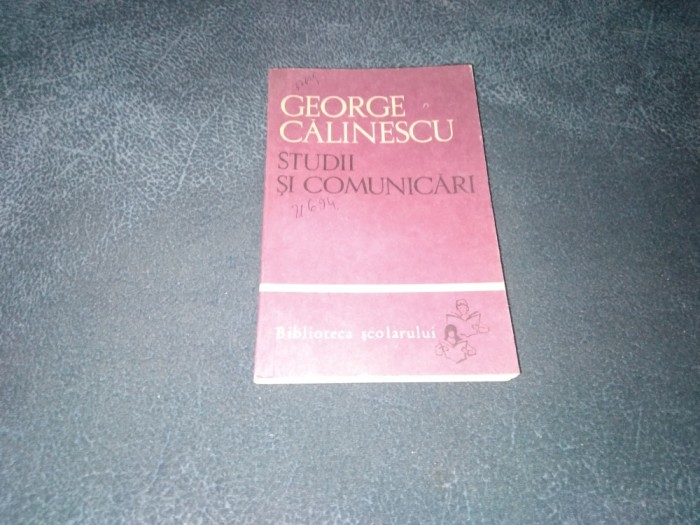 GEORGE
CĂLINESCU
STUDII
ȘI COMUNICĂRI
Biblioteca școlarului